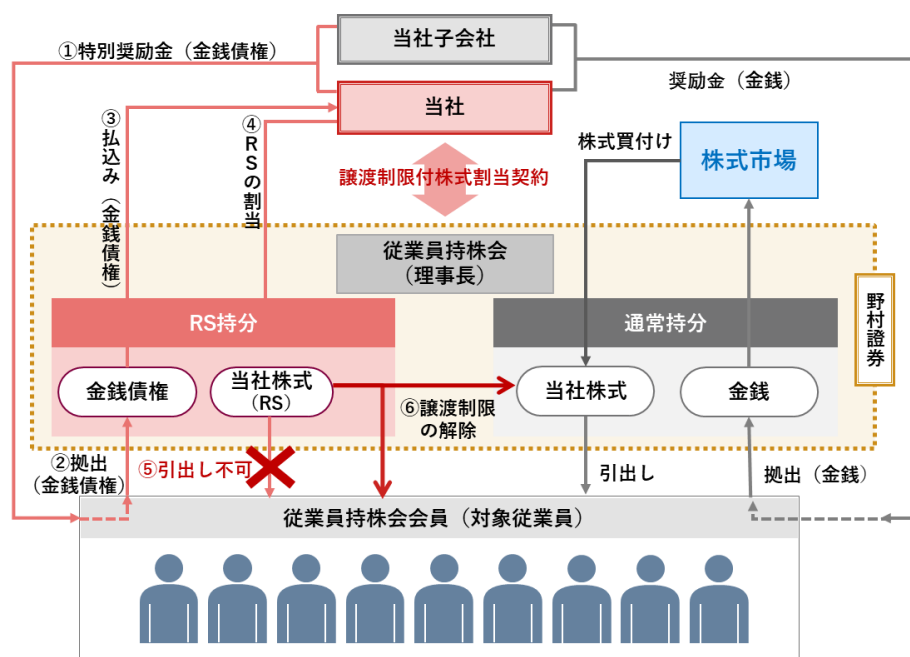 当社子会社
①特別奨励金（金銭債権）
奨励金（金銭）
当社
③払込み（金銭債権）
④RSの割当
株式買付け
株式市場
譲渡制限付株式割当契約
従業員持株会
（理事長）
野村證券
RS持分
通常持分
金銭債権
当社株式
（RS）
当社株式
金銭
⑥譲渡制限
の解除
②拠出
（金銭債権）
⑤引出し不可
引出し
拠出（金銭）
従業員持株会会員（対象従業員）